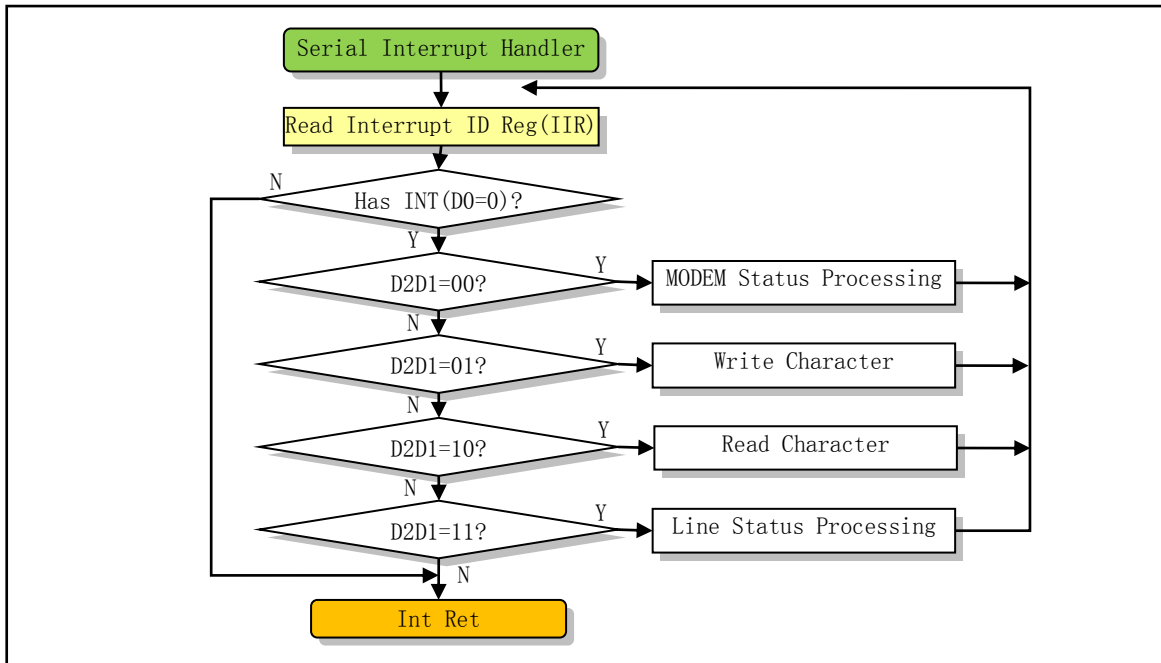 Serial Interrupt Handler
Read Interrupt ID Reg(IIR)
N
Has INT(D0=0)?
Y
D2D1=00?
Y
MODEM Status Processing
N
D2D1=01?
Y
Write Character
N
D2D1=10?
Y
Read Character
N
D2D1=11?
Y
Line Status Processing
N
Int Ret